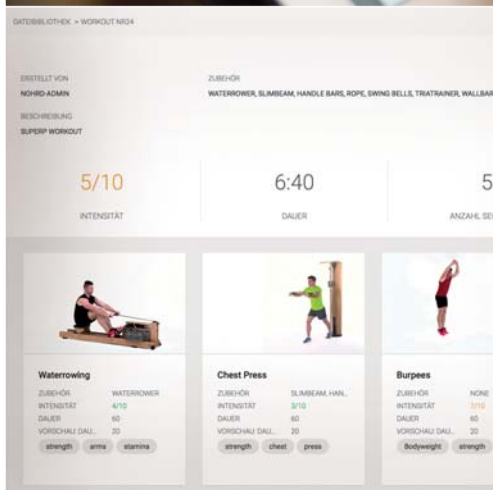 DATEIBIBLIOTHEK > WORKOUT NR04
ERSTELLT VON
NOHRD-ADMIN
ZUBEHÖR
WATERROWER, SLIMBEAM, HANDLE BARS, ROPE, SWING BELLS, TRIATRAINER, WALLBAR
BESCHREIBUNG
SUPERP WORKOUT
5/10
INTENSITÄT
6:40
DAUER
5
ANZAHL SE
Waterrowing
ZUBEHÖR WATERROWER
INTENSITÄT 4/10
DAUER 60
VORSCHAU DAU... 20
strength arms stamina
Chest Press
ZUBEHÖR SLIMBEAM, HAN...
INTENSITÄT 3/10
DAUER 60
VORSCHAU DAU... 20
strength chest press
Burpees
ZUBEHÖR NONE
INTENSITÄT 7/10
DAUER 60
VORSCHAU DAU... 20
Bodyweight strength